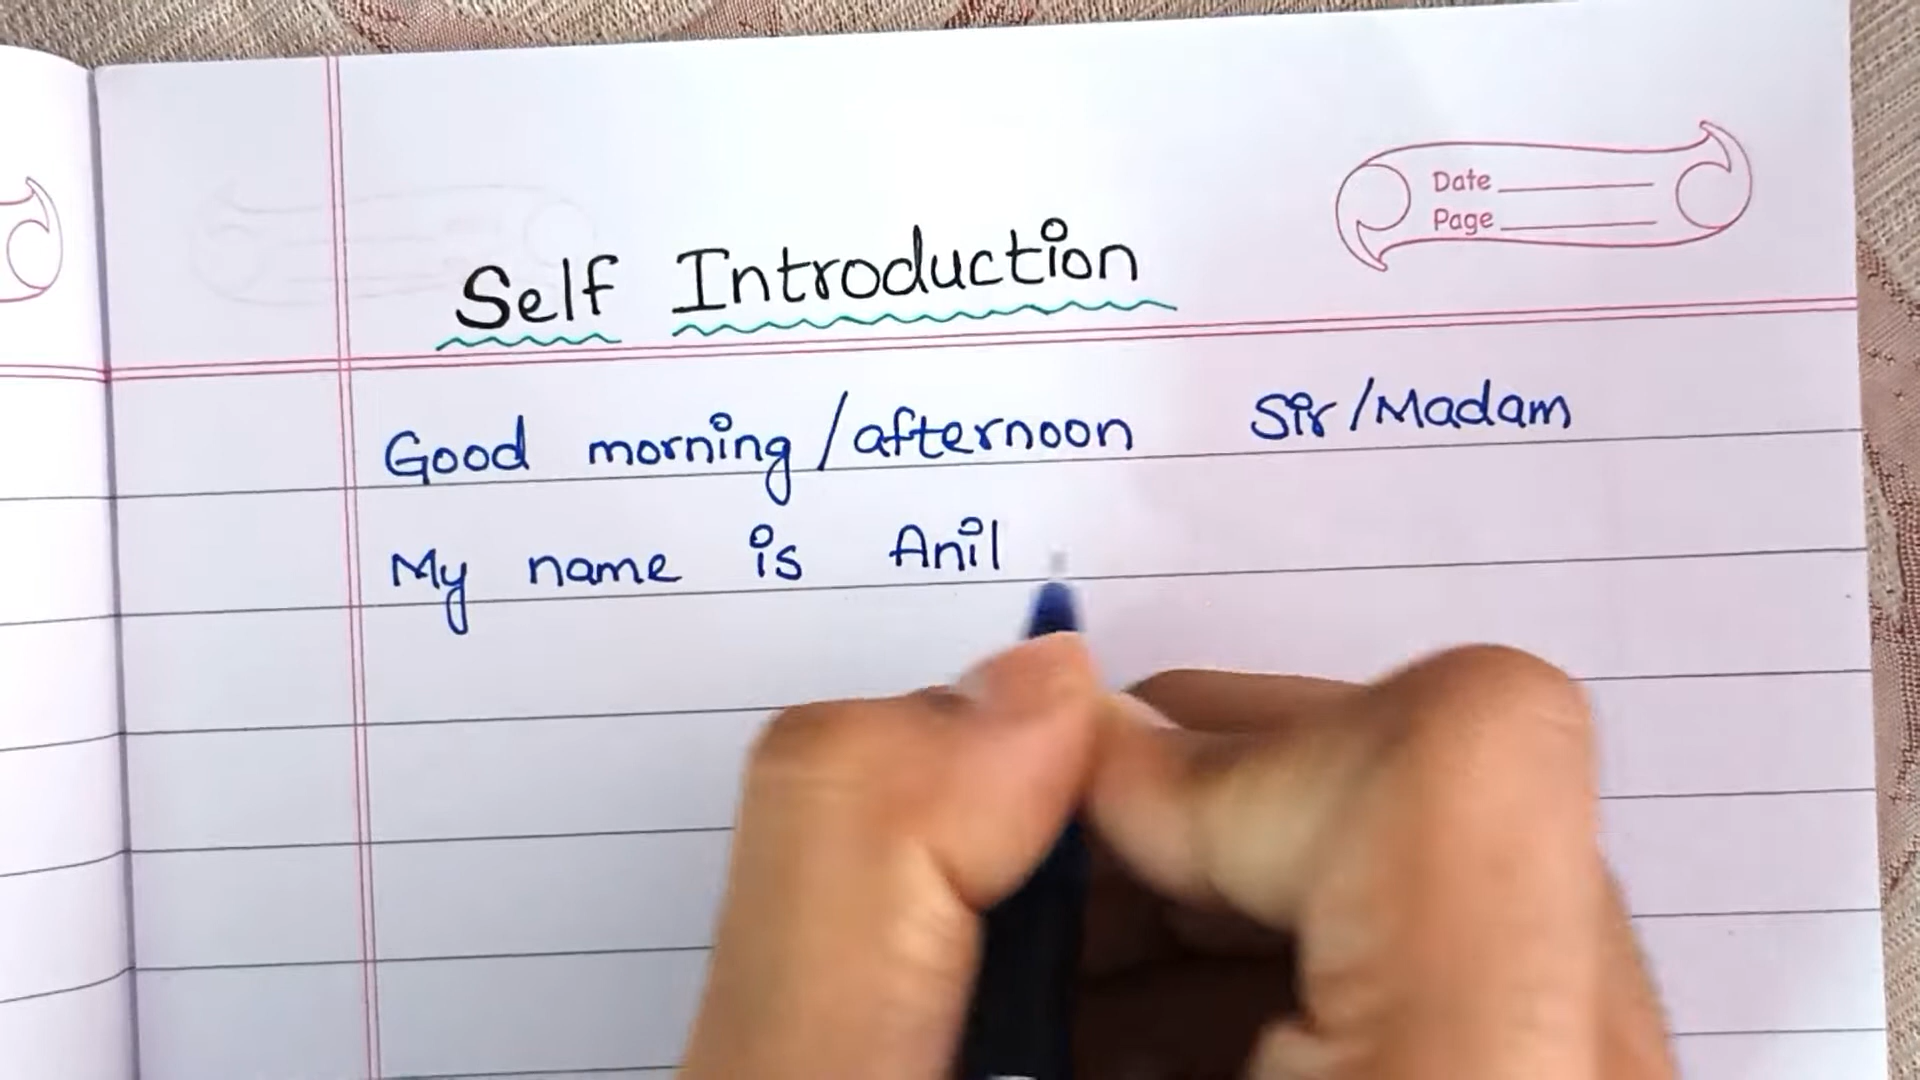 Date
Page
Self Introduction
Good morning/afternoon Sir/Madam
My name is Anil